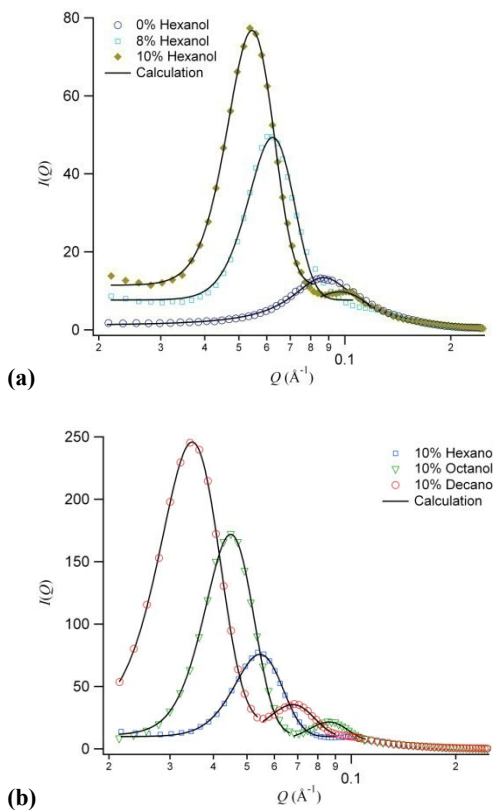 80
60
40
20
0
I(Q)
0% Hexanol
8% Hexanol
10% Hexanol
Calculation
2
3
4
5
6
7
8
9
0.1
2
Q (Å⁻¹)
(a)
250
200
150
100
50
0
I(Q)
10% Hexano
10% Octanol
10% Decano
Calculation
2
3
4
5
6
7
8
9
0.1
2
Q (Å⁻¹)
(b)